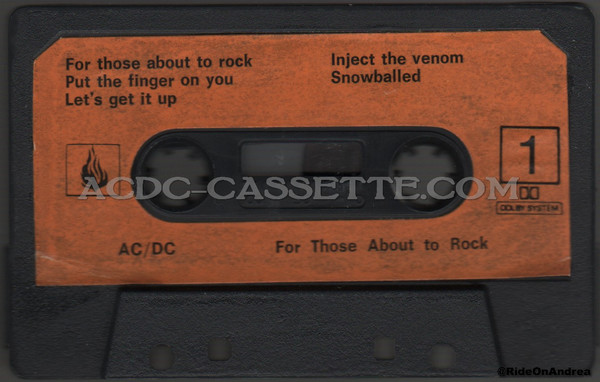 For those about to rock
Put the finger on you
Let's get it up
Inject the venom
Snowballed
1
ACDC-CASSETTE.COM
DOLBY SYSTEM
AC/DC
For Those About to Rock
@RideOnAndrea